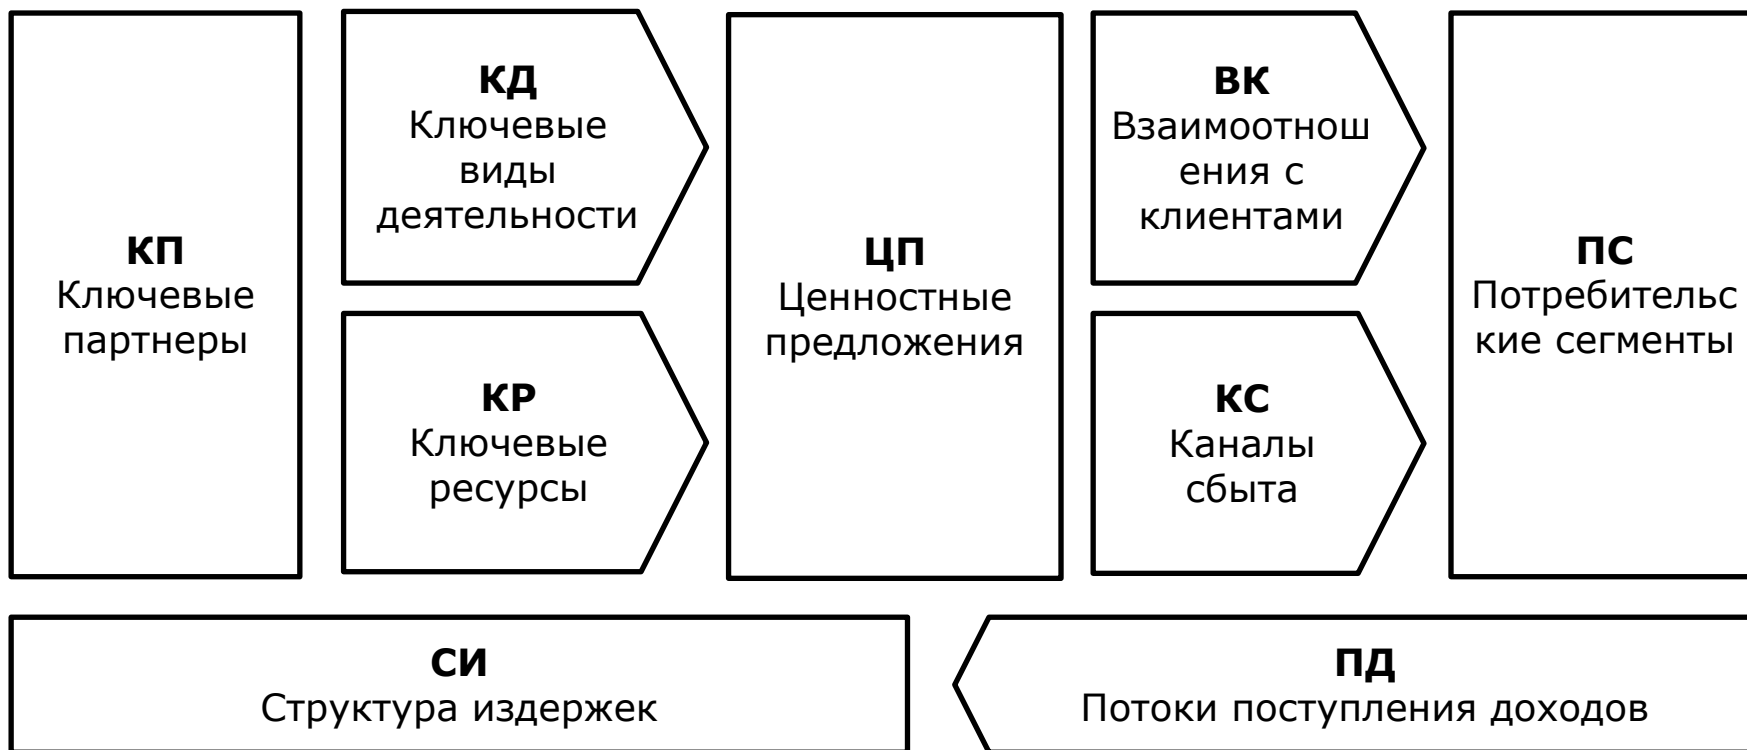 КП
Ключевые
партнеры
КД
Ключевые
виды
деятельности
КР
Ключевые
ресурсы
ЦП
Ценностные
предложения
ВК
Взаимоотнош
ения с
клиентами
КС
Каналы
сбыта
ПС
Потребительс
кие сегменты
СИ
Структура издержек
ПД
Потоки поступления доходов